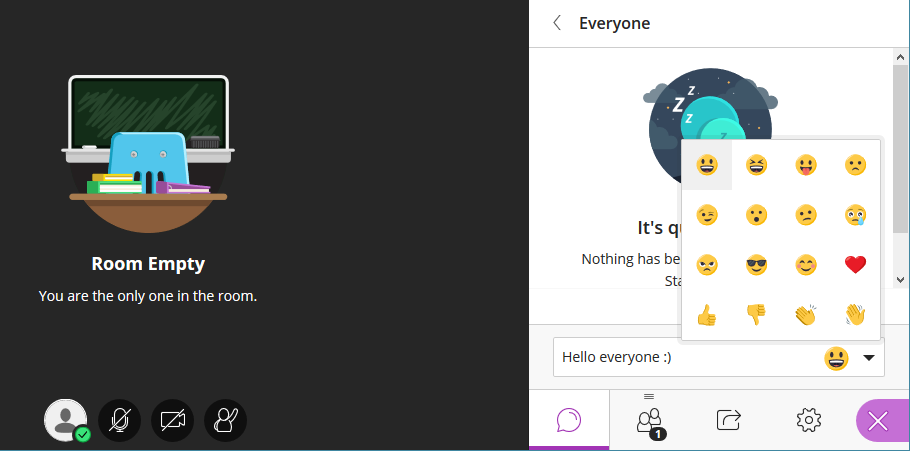 Everyone
z
Z
z
z
It's q
Nothing has be
Sta
Room Empty
You are the only one in the room.
Hello everyone :)
1